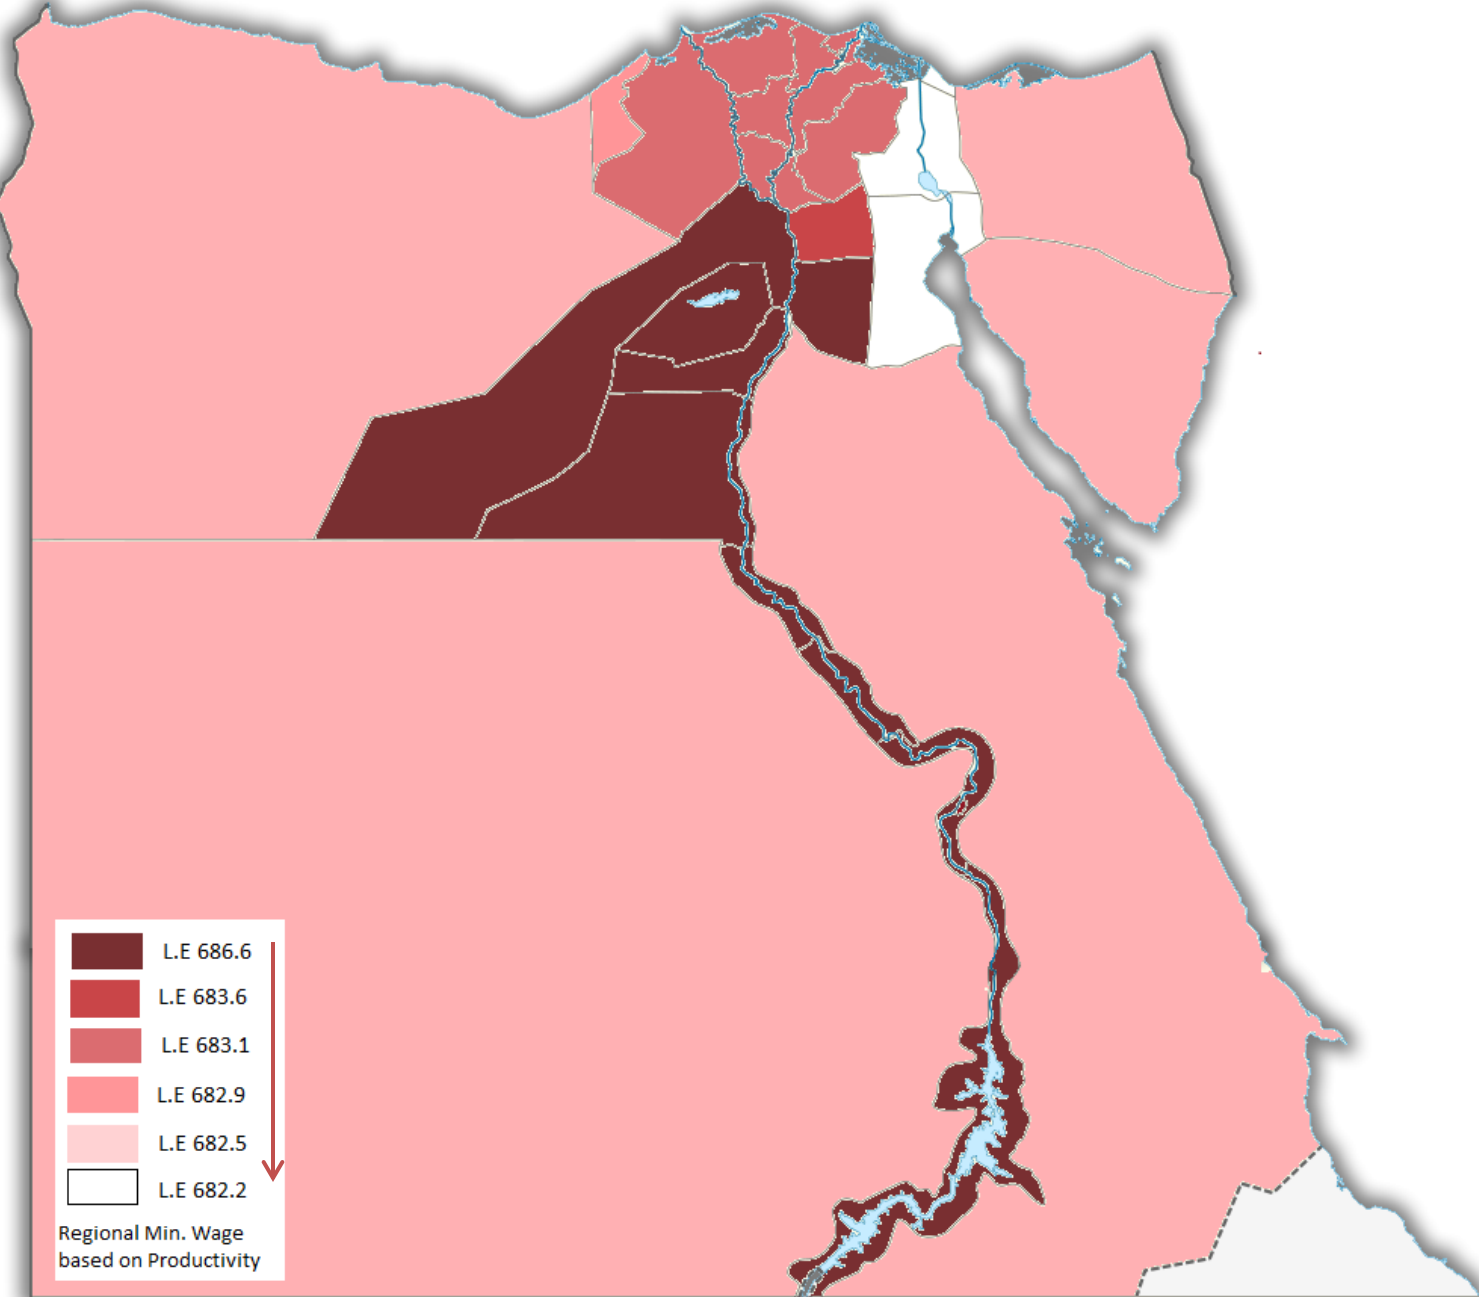 L.E 686.6
L.E 683.6
L.E 683.1
L.E 682.9
L.E 682.5
L.E 682.2
Regional Min. Wage
based on Productivity